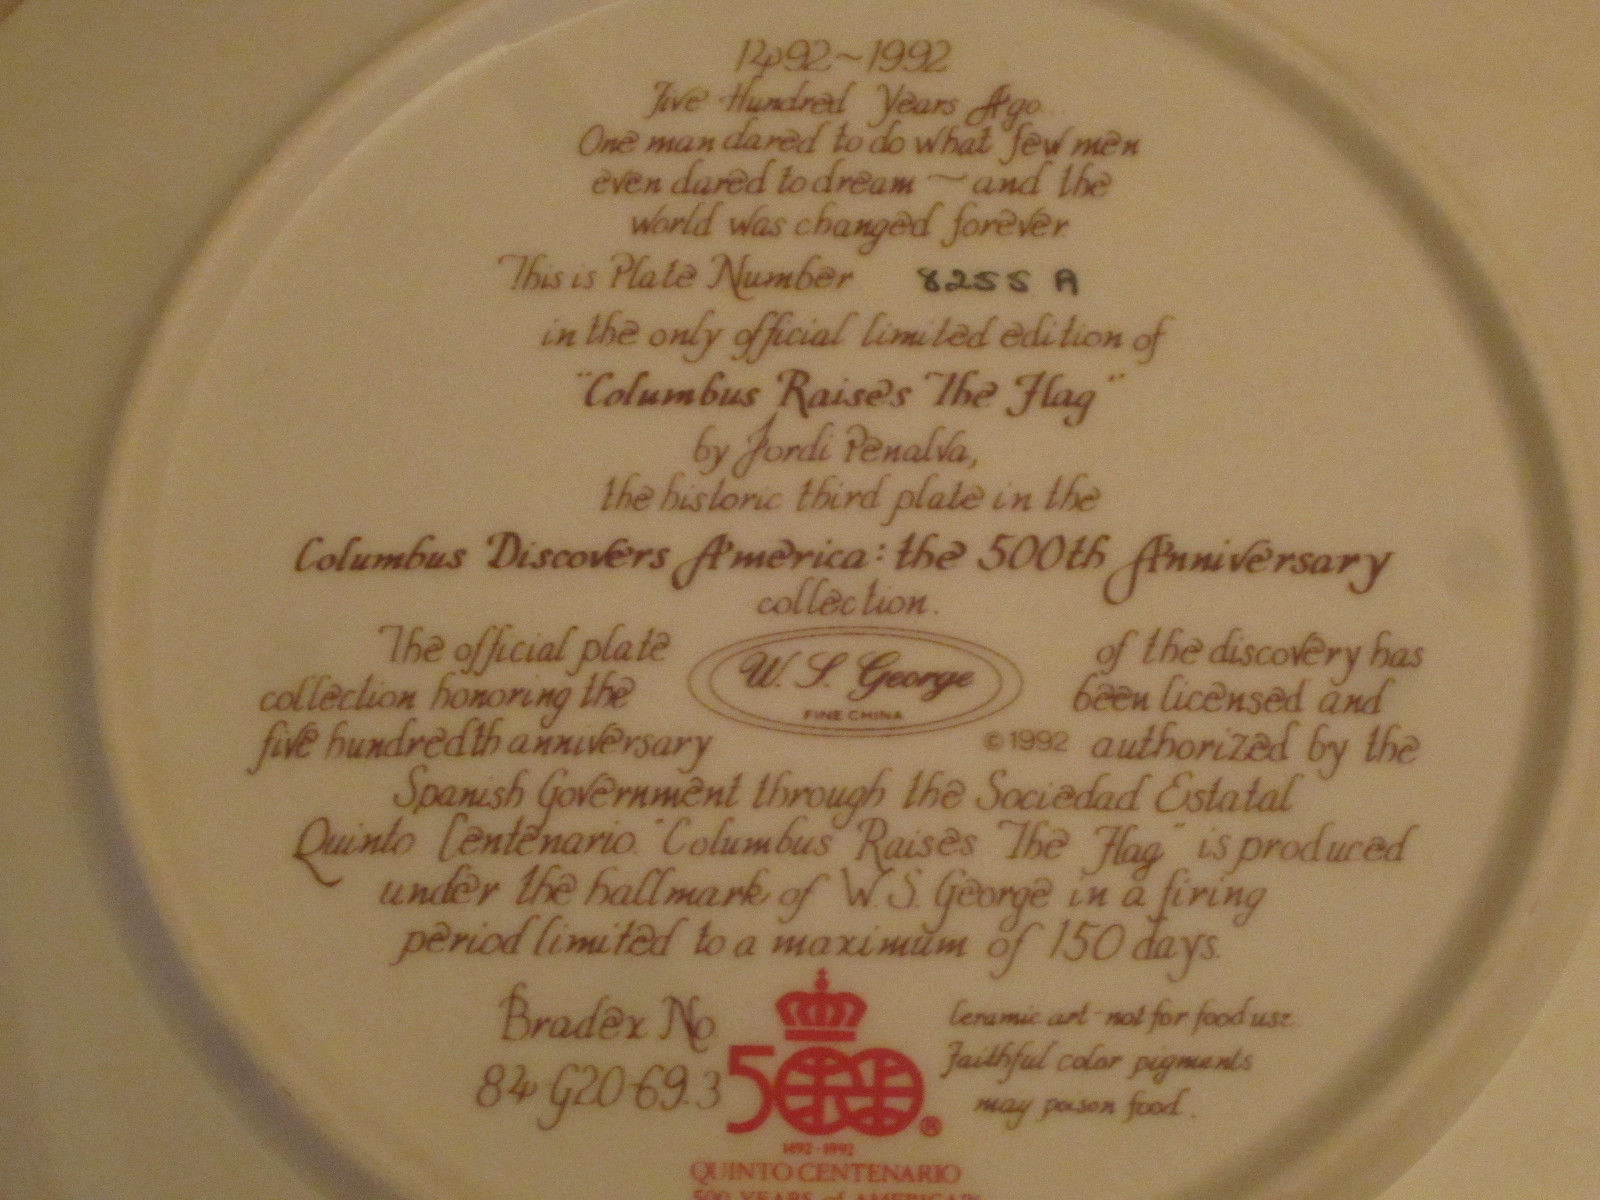 1492~1992
Five Hundred Years Ago...
One man dared to do what few men
even dared to dream ~ and the
world was changed forever.
This is Plate Number 8255 A
in the only official limited edition of
"Columbus Raises The Flag"
by Jordi Penalva,
the historic third plate in the
Columbus Discovers America: the 500th Anniversary
collection.
The official plate
collection honoring the
five hundredth anniversary
W. S. George
FINE CHINA
©1992
of the discovery has
been licensed and
authorized by the
Spanish Government through the Sociedad Estatal
Quinto Centenario. "Columbus Raises The Flag" is produced
under the hallmark of W.S. George in a firing
period limited to a maximum of 150 days.
Bradex No.
84-G20-69.3
500®
1492-1992
QUINTO CENTENARIO
500 YEARS of AMERICA
Ceramic art-not for food use.
Faithful color pigments
may poison food.